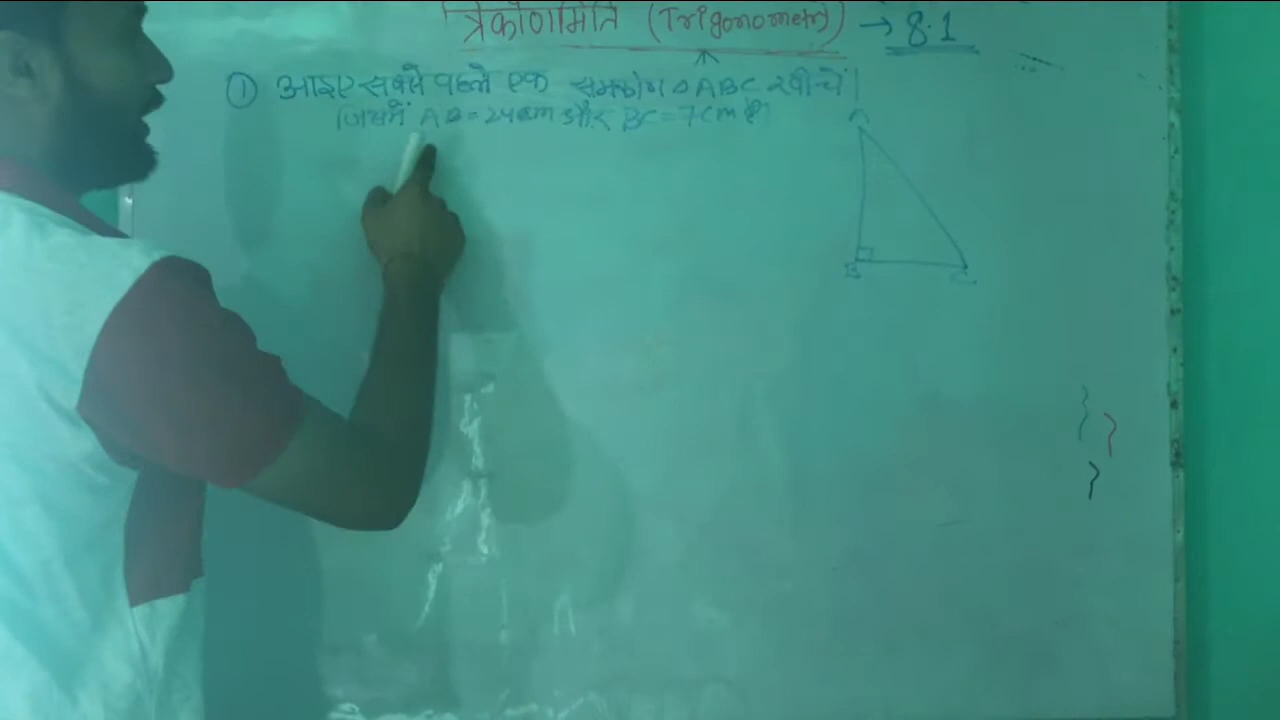 त्रिकोणमिति (Trigonometry) → 8.1
① आइए सबसे पहले एक समकोण △ABC खींचें।
जिसमें AB = 24cm और BC = 7cm है।
A
B C